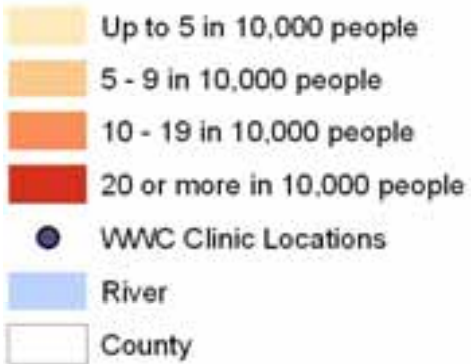 Up to 5 in 10,000 people
5 - 9 in 10,000 people
10 - 19 in 10,000 people
20 or more in 10,000 people
WWC Clinic Locations
River
County